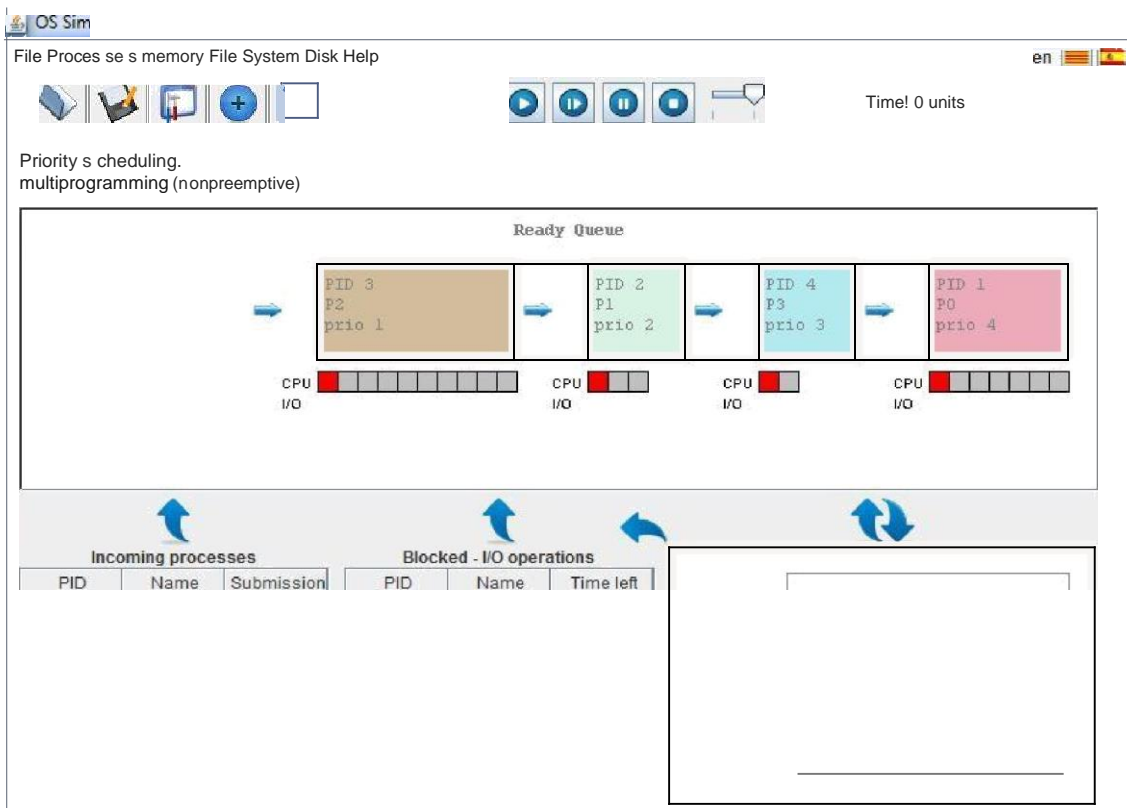 OS Sim
File Proces se s memory File System Disk Help
en
Time! 0 units
Priority s cheduling.
multiprogramming (nonpreemptive)
Ready Queue
PID 3
P2
prio 1
PID 2
P1
prio 2
PID 4
P3
prio 3
PID 1
P0
prio 4
CPU
I/O
CPU
I/O
CPU
I/O
CPU
I/O
Incoming processes
PID Name Submission
Blocked - I/O operations
PID Name Time left